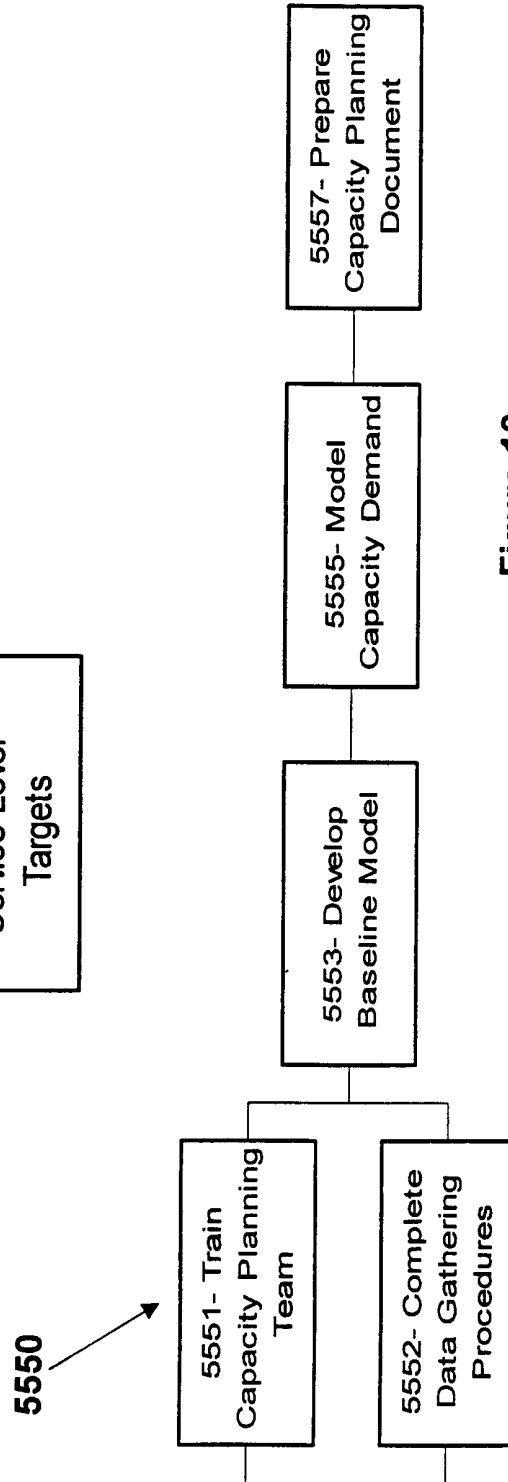 Targets
5550
5551- Train
Capacity Planning
Team
5552- Complete
Data Gathering
Procedures
5553- Develop
Baseline Model
5555- Model
Capacity Demand
5557- Prepare
Capacity Planning
Document